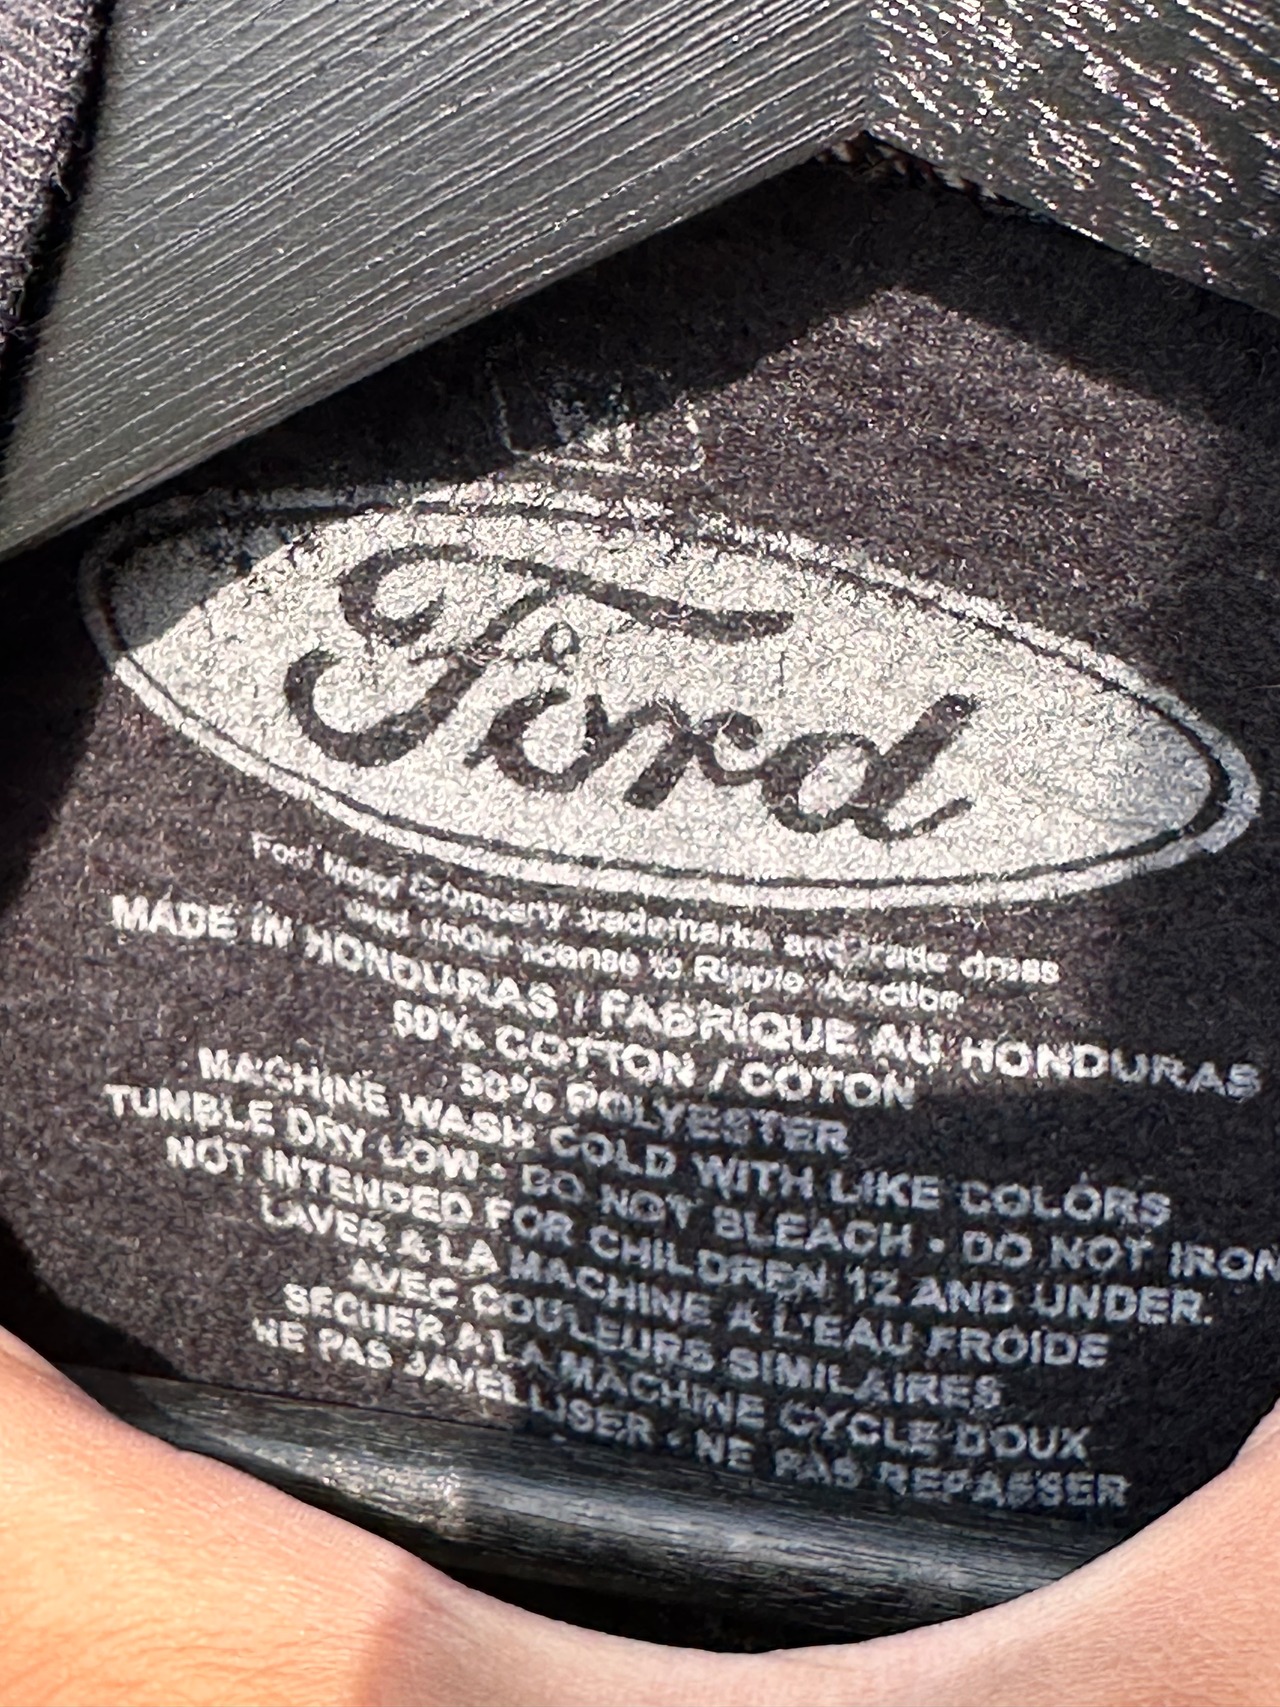 Ford
Ford Motor Company trademarks and trade dress
used under license to Ripple Junction
MADE IN HONDURAS / FABRIQUE AU HONDURAS
50% COTTON / COTON
50% POLYESTER
MACHINE WASH COLD WITH LIKE COLORS
TUMBLE DRY LOW • DO NOT BLEACH • DO NOT IRON
NOT INTENDED FOR CHILDREN 12 AND UNDER.
LAVER A LA MACHINE A L'EAU FROIDE
AVEC COULEURS SIMILAIRES
SECHER A LA MACHINE CYCLE DOUX
NE PAS JAVELLISER • NE PAS REPASSER